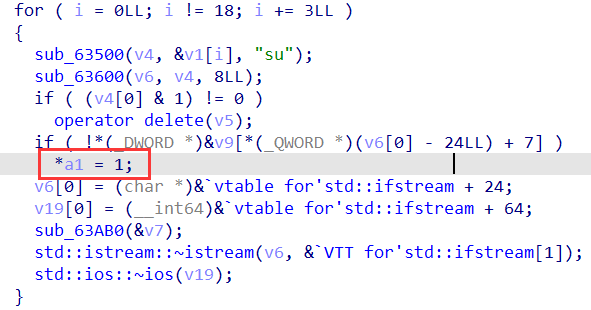 for ( i = 0LL; i != 18; i += 3LL )
{
sub_63500(v4, &v1[i], "su");
sub_63600(v6, v4, 8LL);
if ( (v4[0] & 1) != 0 )
operator delete(v5);
if ( !*(_DWORD *)&v9[*(_QWORD *)(v6[0] - 24LL) + 7] )
*a1 = 1;
v6[0] = (char *)&`vtable for'std::ifstream + 24;
v19[0] = (__int64)&`vtable for'std::ifstream + 64;
sub_63AB0(&v7);
std::istream::~istream(v6, &`VTT for'std::ifstream[1]);
std::ios::~ios(v19);
}